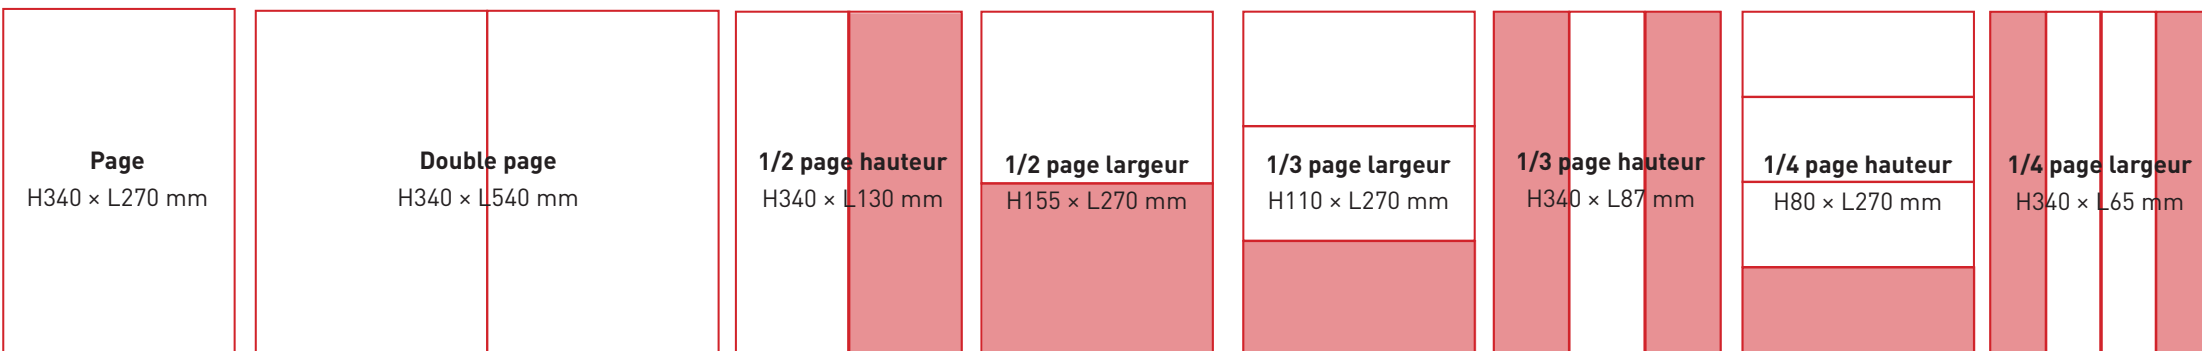 Page
H340 × L270 mm
Double page
H340 × L540 mm
1/2 page hauteur
H340 × L130 mm
1/2 page largeur
H155 × L270 mm
1/3 page largeur
H110 × L270 mm
1/3 page hauteur
H340 × L87 mm
1/4 page hauteur
H80 × L270 mm
1/4 page largeur
H340 × L65 mm